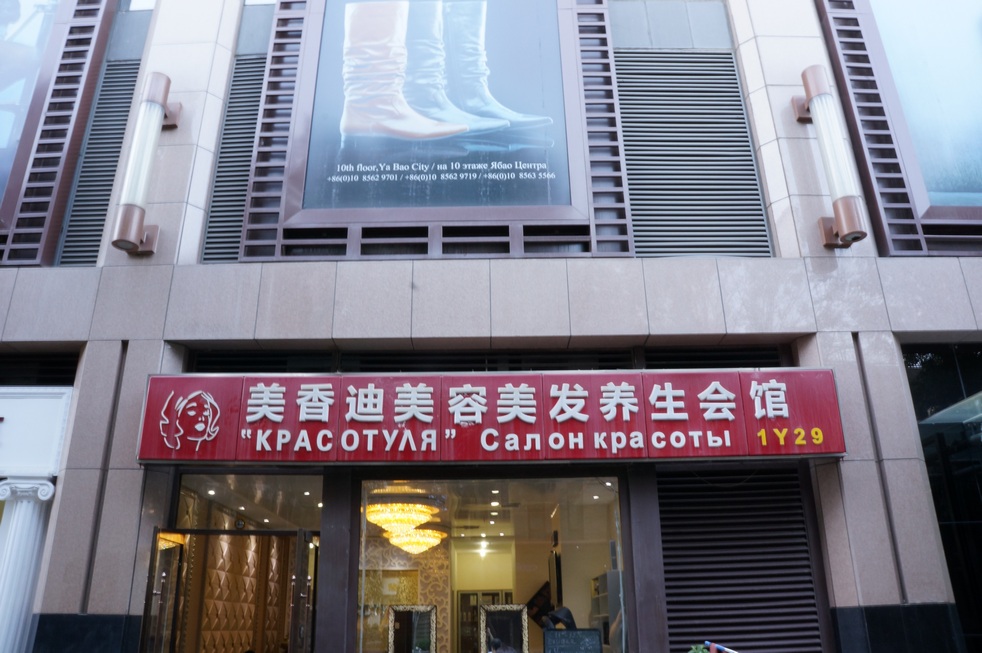 10th floor,Ya Bao City / на 10 этаже Ябао Центра
+86(0)10 8562 9701 / +86(0)10 8562 9719 / +86(0)10 8563 5566
美香迪美容美发养生会馆
"КРАСОТУЛЯ" Салон красоты 1Y29